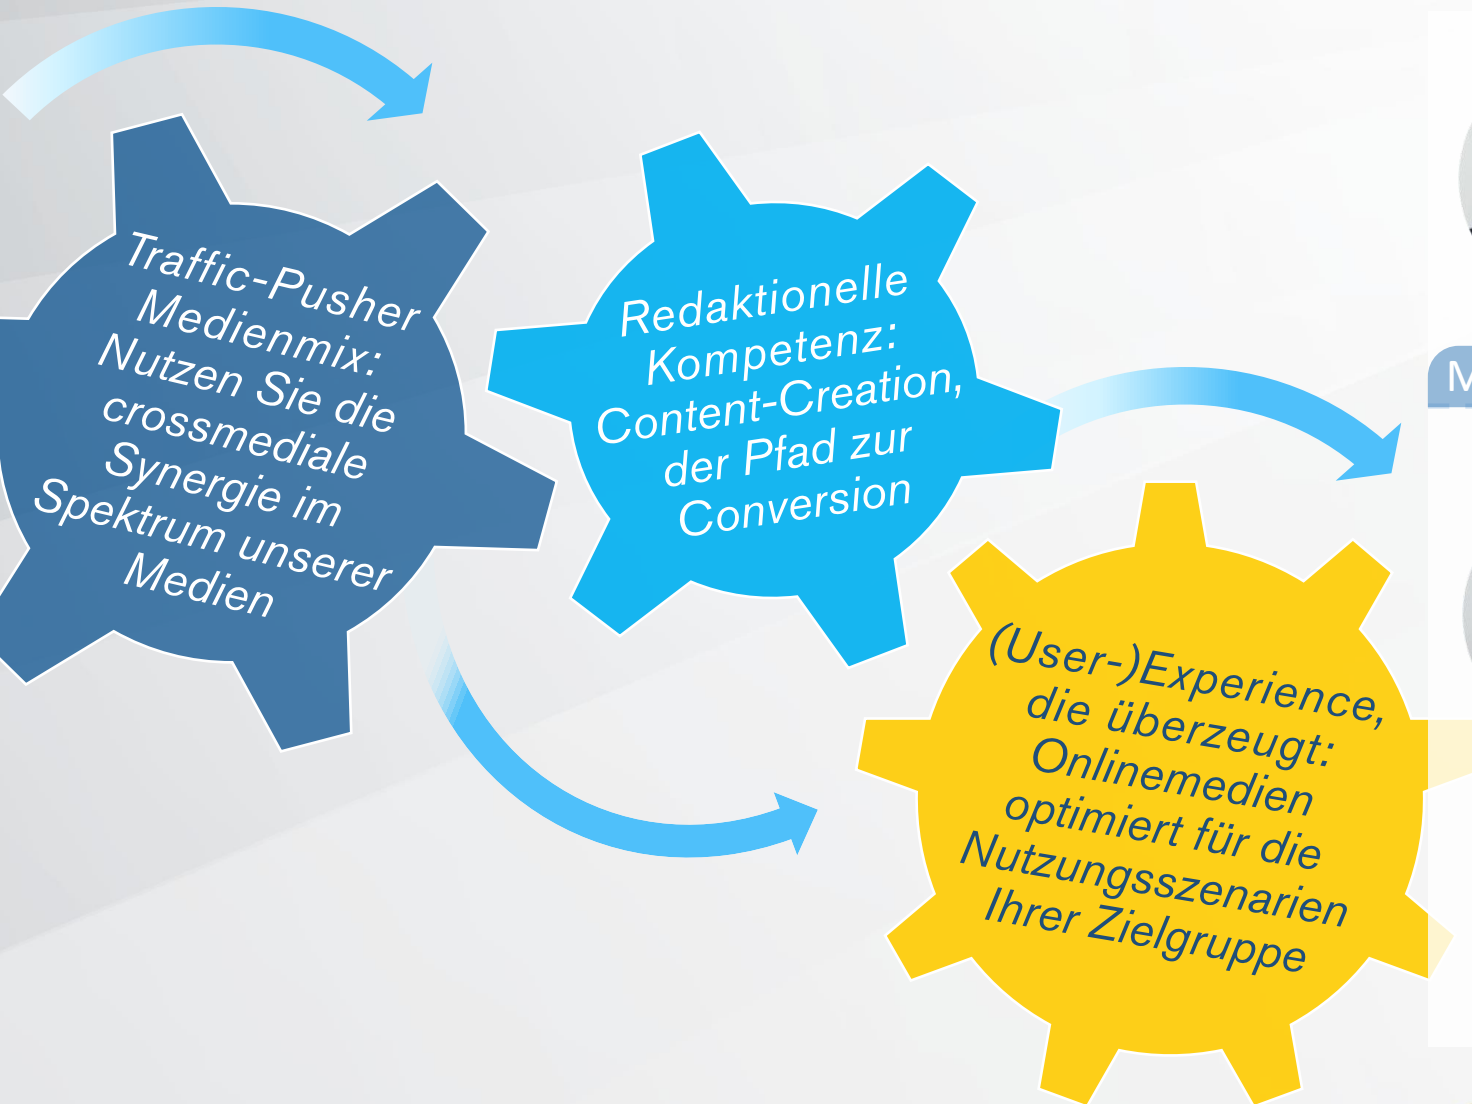 Traffic-Pusher
Medienmix:
Nutzen Sie die
crossmediale
Synergie im
Spektrum unserer
Medien
Redaktionelle
Kompetenz:
Content-Creation,
der Pfad zur
Conversion
(User-)Experience,
die überzeugt:
Onlinemedien
optimiert für die
Nutzungsszenarien
Ihrer Zielgruppe